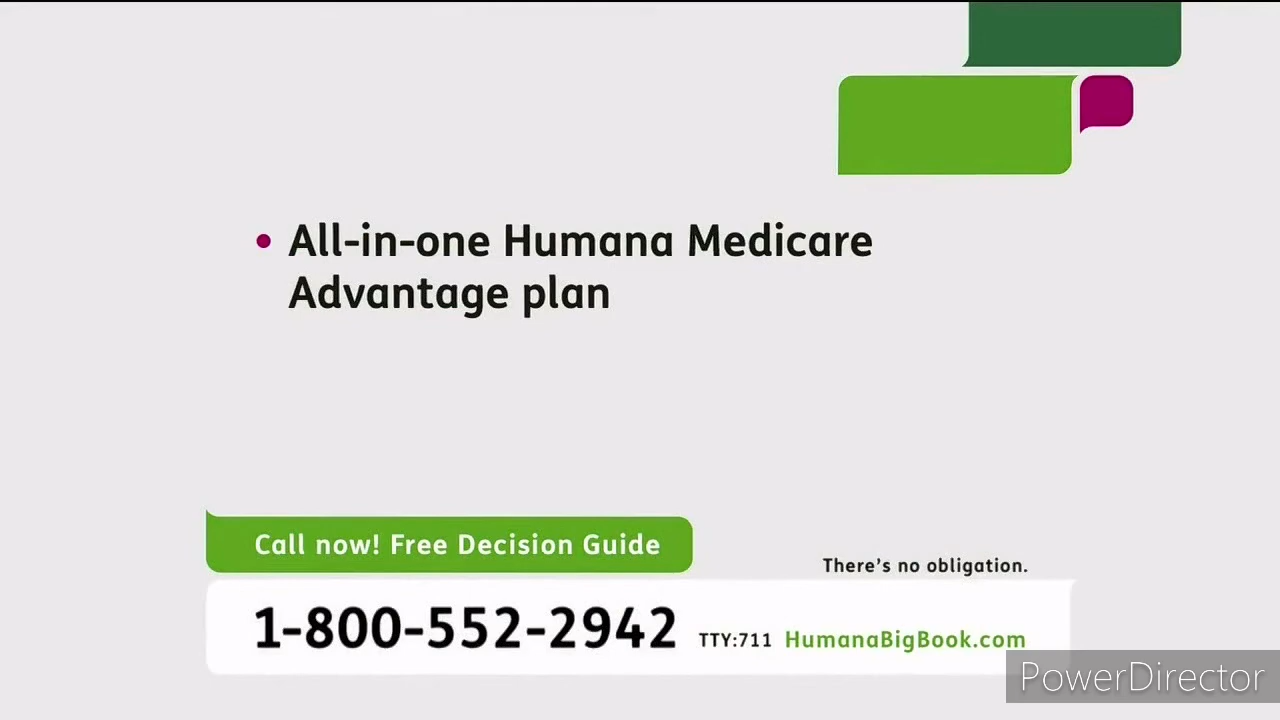 • All-in-one Humana Medicare
Advantage plan
Call now! Free Decision Guide
There's no obligation.
1-800-552-2942 TTY:711 HumanaBigBook.com
PowerDirector